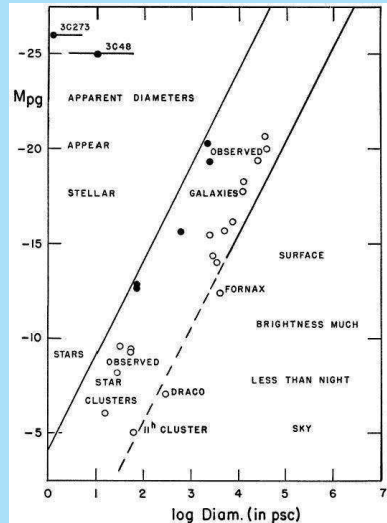 3C273
3C48
-25
Mpg
APPARENT DIAMETERS
-20
APPEAR
OBSERVED
STELLAR
GALAXIES
-15
SURFACE
FORNAX
BRIGHTNESS MUCH
-10
STARS
OBSERVED
STAR
DRACO
LESS THAN NIGHT
CLUSTERS
-5
11h CLUSTER
SKY
0 1 2 3 4 5 6 7
log Diam. (in psc)